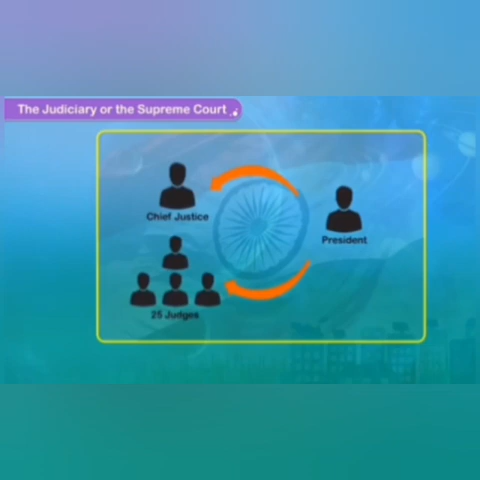 The Judiciary or the Supreme Court
Chief Justice
President
25 Judges